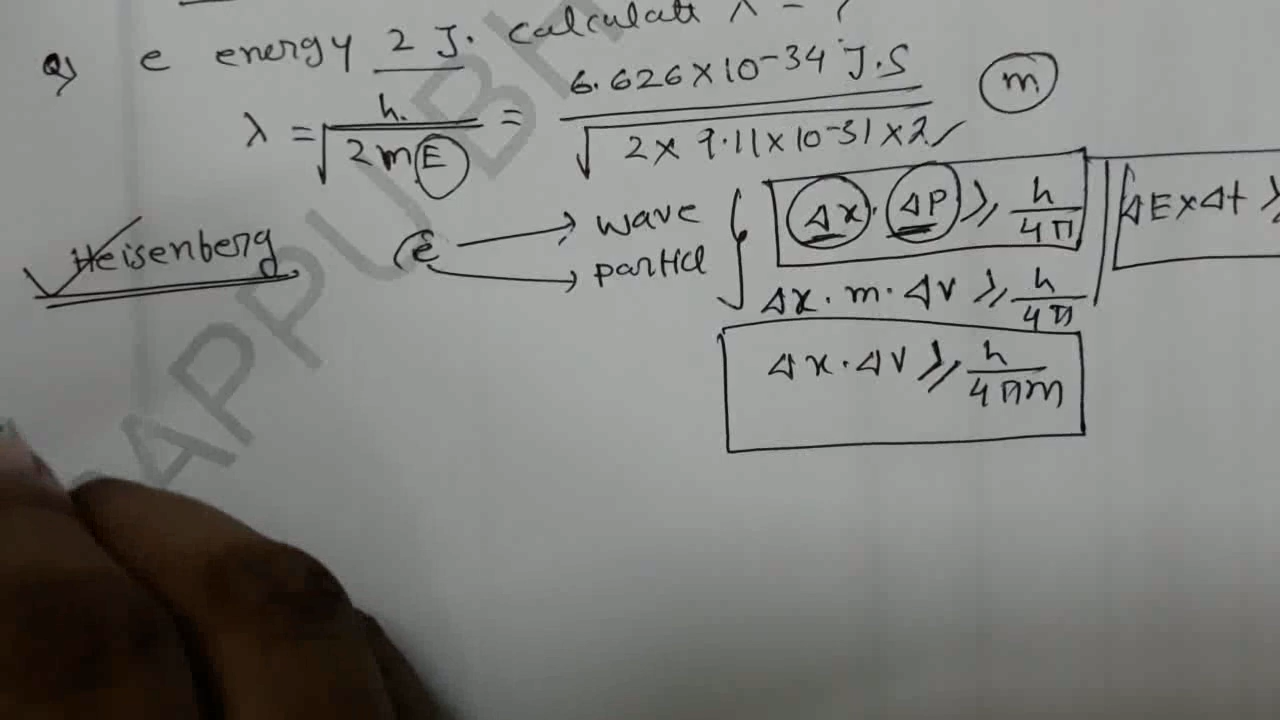 Q) e energy 2 J. calculate λ = ?
λ = h / √2mE = 6.626×10⁻³⁴ J.S / √2× 9.11×10⁻³¹×2 m
Heisenberg e → wave
→ particl
Δx. ΔP ≥ h/4π
ΔE×Δt ≥
Δx. m. ΔV ≥ h/4π
Δx. ΔV ≥ h/4πm